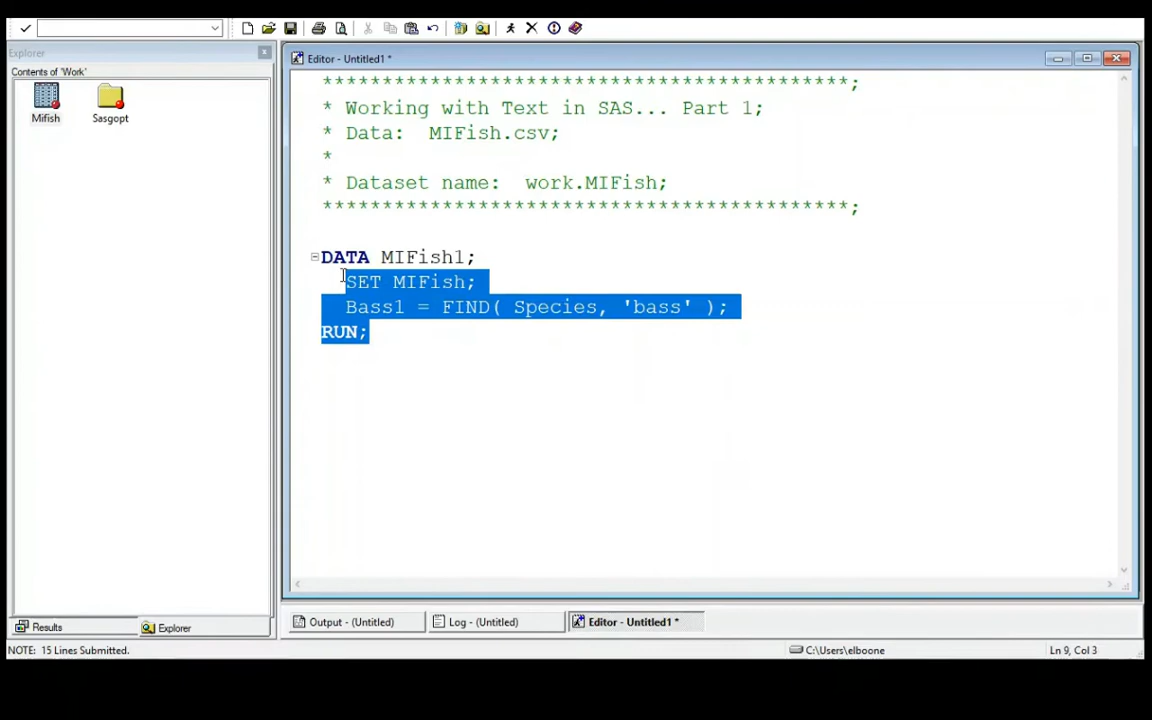 Explorer
Editor - Untitled1 *
Contents of 'Work'
Mifish
Sasgopt
*******************************************;
* Working with Text in SAS... Part 1;
* Data:  MIFish.csv;
*
* Dataset name:  work.MIFish;
*******************************************;
DATA MIFish1;
SET MIFish;
Bass1 = FIND( Species, 'bass' );
RUN;
Results
Explorer
Output - (Untitled)
Log - (Untitled)
Editor - Untitled1 *
NOTE:  15 Lines Submitted.
C:\Users\elboone
Ln 9, Col 3